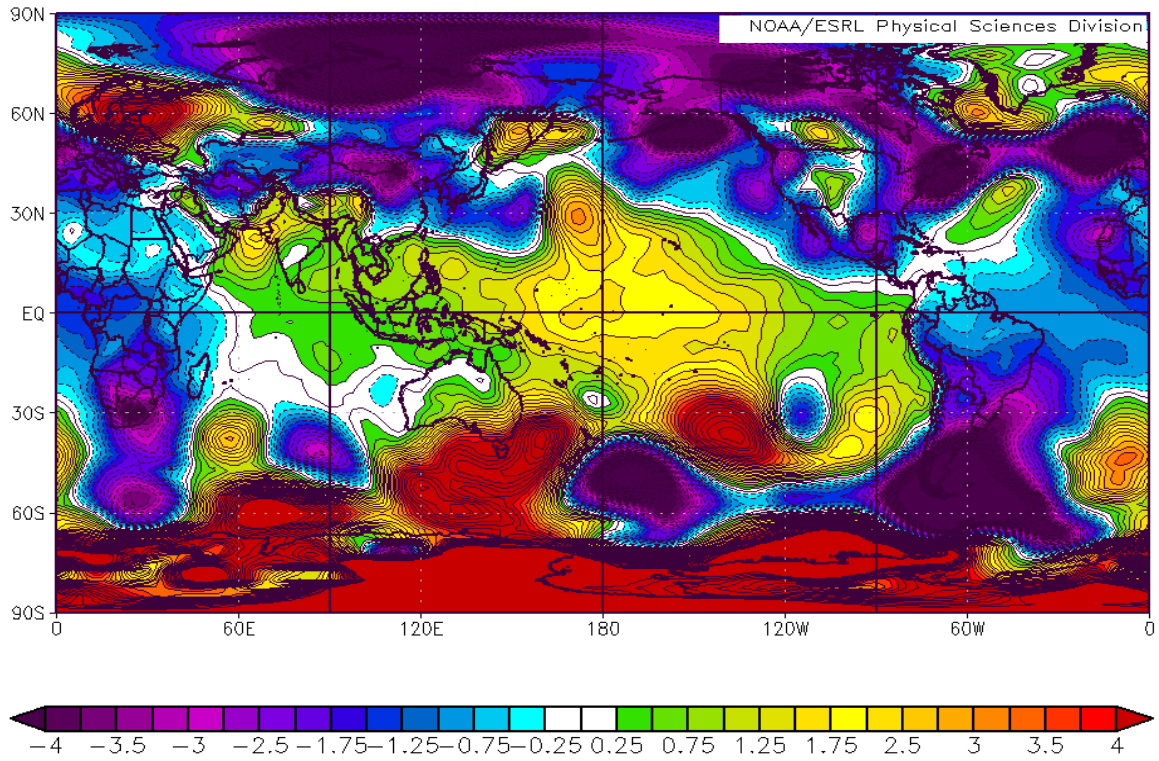 90N
NOAA/ESRL Physical Sciences Division
60N
30N
EQ
30S
60S
90S
0 60E 120E 180 120W 60W 0
−4 −3.5 −3 −2.5 −1.75 −1.25 −0.75 −0.25 0.25 0.75 1.25 1.75 2.5 3 3.5 4